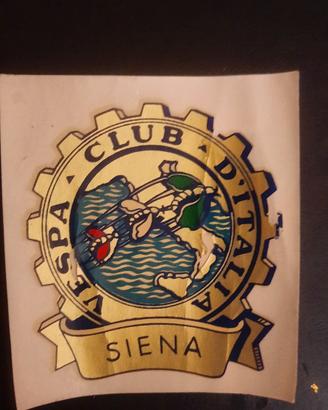 VESPA CLUB D'ITALIA
SIENA